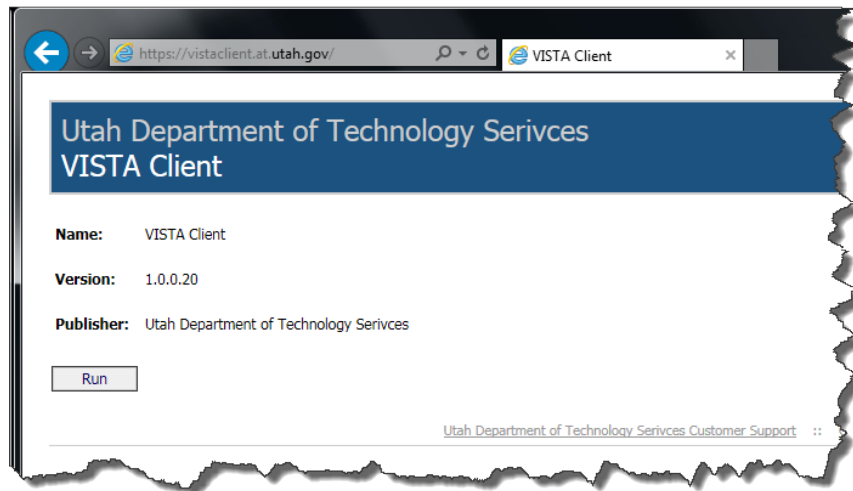 https://vistaclient.at.utah.gov/
VISTA Client
Utah Department of Technology Serivces
VISTA Client
Name: VISTA Client
Version: 1.0.0.20
Publisher: Utah Department of Technology Serivces
Run
Utah Department of Technology Serivces Customer Support ::